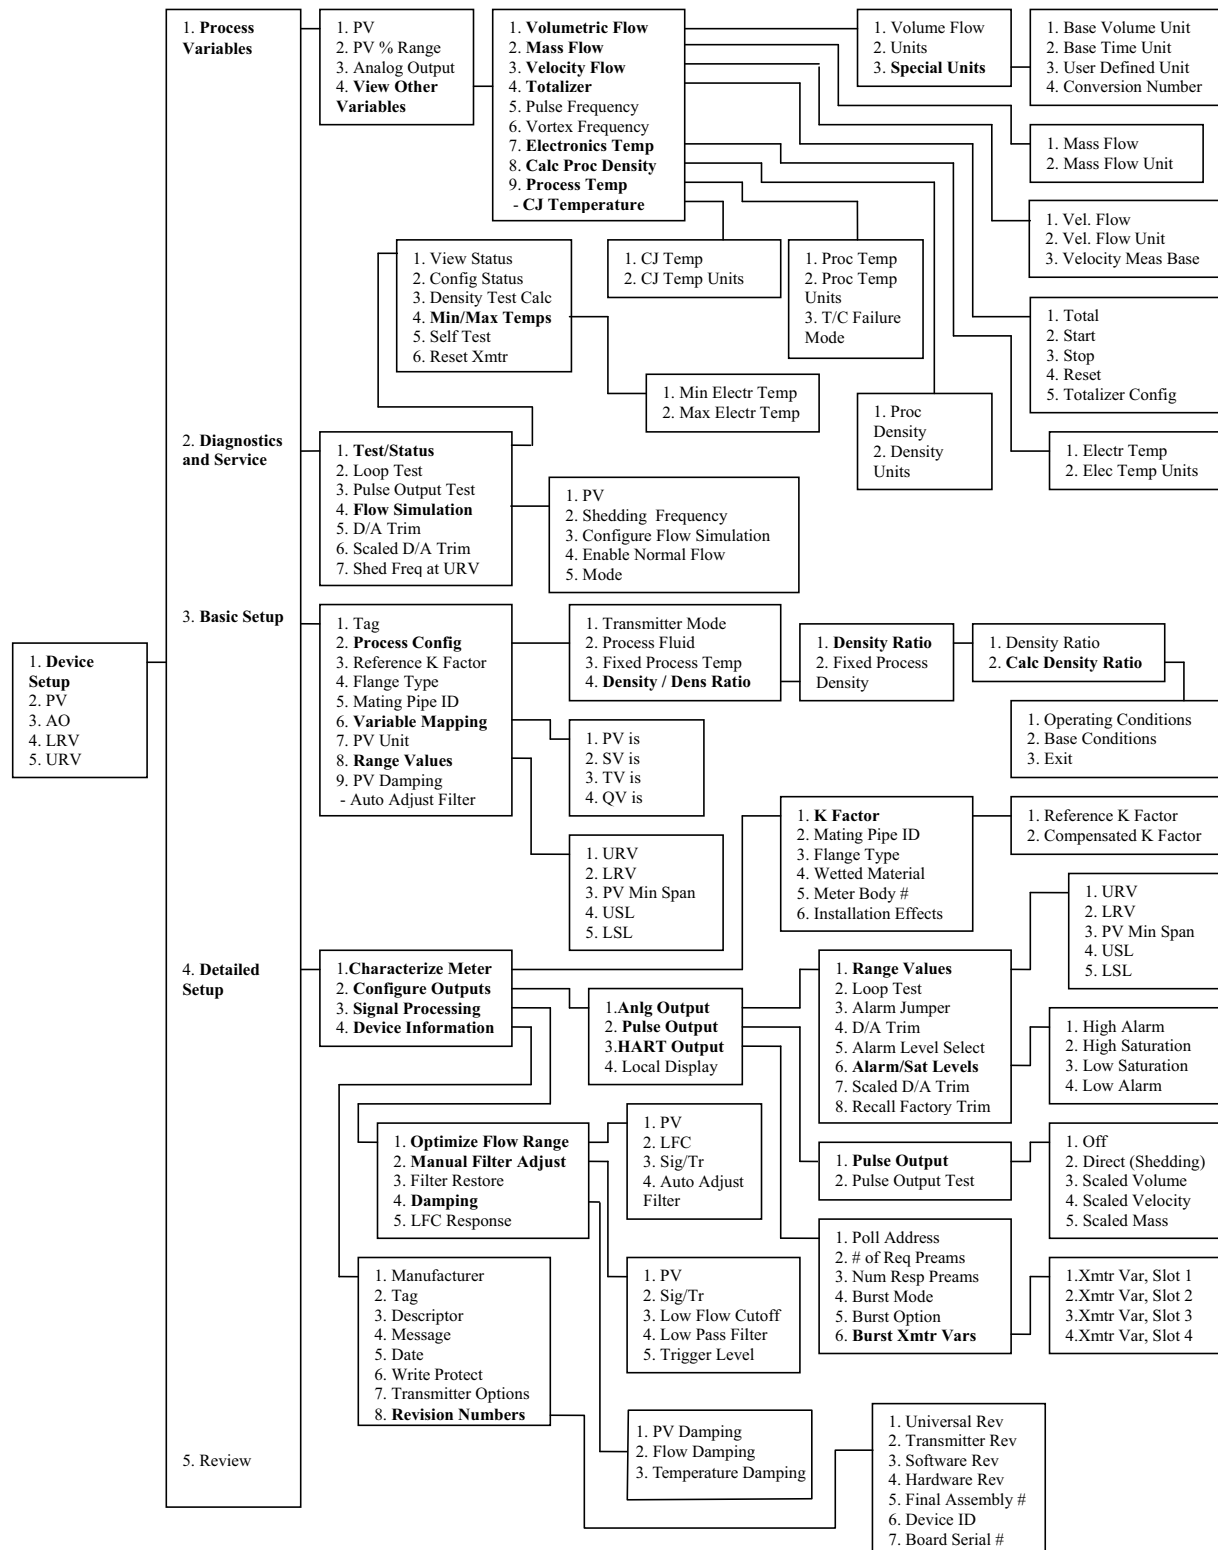 1. Device
Setup
2. PV
3. AO
4. LRV
5. URV
1. Process
Variables
2. Diagnostics
and Service
3. Basic Setup
4. Detailed
Setup
5. Review
1. PV
2. PV % Range
3. Analog Output
4. View Other
Variables
1. Volumetric Flow
2. Mass Flow
3. Velocity Flow
4. Totalizer
5. Pulse Frequency
6. Vortex Frequency
7. Electronics Temp
8. Calc Proc Density
9. Process Temp
- CJ Temperature
1. Volume Flow
2. Units
3. Special Units
1. Base Volume Unit
2. Base Time Unit
3. User Defined Unit
4. Conversion Number
1. Mass Flow
2. Mass Flow Unit
1. Vel. Flow
2. Vel. Flow Unit
3. Velocity Meas Base
1. Total
2. Start
3. Stop
4. Reset
5. Totalizer Config
1. Electr Temp
2. Elec Temp Units
1. Proc
Density
2. Density
Units
1. Proc Temp
2. Proc Temp
Units
3. T/C Failure
Mode
1. CJ Temp
2. CJ Temp Units
1. View Status
2. Config Status
3. Density Test Calc
4. Min/Max Temps
5. Self Test
6. Reset Xmtr
1. Min Electr Temp
2. Max Electr Temp
1. Test/Status
2. Loop Test
3. Pulse Output Test
4. Flow Simulation
5. D/A Trim
6. Scaled D/A Trim
7. Shed Freq at URV
1. PV
2. Shedding Frequency
3. Configure Flow Simulation
4. Enable Normal Flow
5. Mode
1. Tag
2. Process Config
3. Reference K Factor
4. Flange Type
5. Mating Pipe ID
6. Variable Mapping
7. PV Unit
8. Range Values
9. PV Damping
- Auto Adjust Filter
1. Transmitter Mode
2. Process Fluid
3. Fixed Process Temp
4. Density / Dens Ratio
1. Density Ratio
2. Fixed Process
Density
1. Density Ratio
2. Calc Density Ratio
1. Operating Conditions
2. Base Conditions
3. Exit
1. PV is
2. SV is
3. TV is
4. QV is
1. URV
2. LRV
3. PV Min Span
4. USL
5. LSL
1.Characterize Meter
2. Configure Outputs
3. Signal Processing
4. Device Information
1. K Factor
2. Mating Pipe ID
3. Flange Type
4. Wetted Material
5. Meter Body #
6. Installation Effects
1. Reference K Factor
2. Compensated K Factor
1.Anlg Output
2. Pulse Output
3.HART Output
4. Local Display
1. Range Values
2. Loop Test
3. Alarm Jumper
4. D/A Trim
5. Alarm Level Select
6. Alarm/Sat Levels
7. Scaled D/A Trim
8. Recall Factory Trim
1. URV
2. LRV
3. PV Min Span
4. USL
5. LSL
1. High Alarm
2. High Saturation
3. Low Saturation
4. Low Alarm
1. Pulse Output
2. Pulse Output Test
1. Off
2. Direct (Shedding)
3. Scaled Volume
4. Scaled Velocity
5. Scaled Mass
1. Poll Address
2. # of Req Preams
3. Num Resp Preams
4. Burst Mode
5. Burst Option
6. Burst Xmtr Vars
1.Xmtr Var, Slot 1
2.Xmtr Var, Slot 2
3.Xmtr Var, Slot 3
4.Xmtr Var, Slot 4
1. Optimize Flow Range
2. Manual Filter Adjust
3. Filter Restore
4. Damping
5. LFC Response
1. PV
2. LFC
3. Sig/Tr
4. Auto Adjust
Filter
1. PV
2. Sig/Tr
3. Low Flow Cutoff
4. Low Pass Filter
5. Trigger Level
1. PV Damping
2. Flow Damping
3. Temperature Damping
1. Manufacturer
2. Tag
3. Descriptor
4. Message
5. Date
6. Write Protect
7. Transmitter Options
8. Revision Numbers
1. Universal Rev
2. Transmitter Rev
3. Software Rev
4. Hardware Rev
5. Final Assembly #
6. Device ID
7. Board Serial #